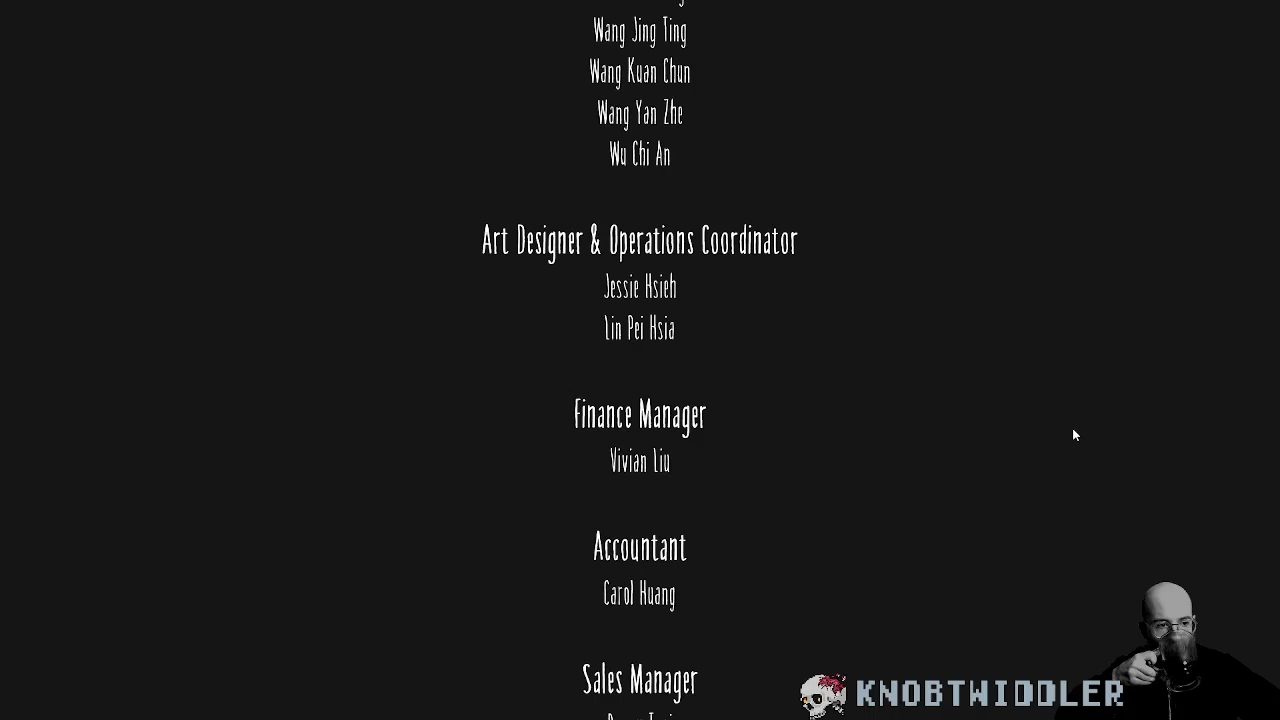 Wang Jing Ting
Wang Kuan Chun
Wang Yan Zhe
Wu Chi An
Art Designer & Operations Coordinator
Jessie Hsieh
Lin Pei Hsia
Finance Manager
Vivian Liu
Accountant
Carol Huang
Sales Manager
KNOBTWIDDLER